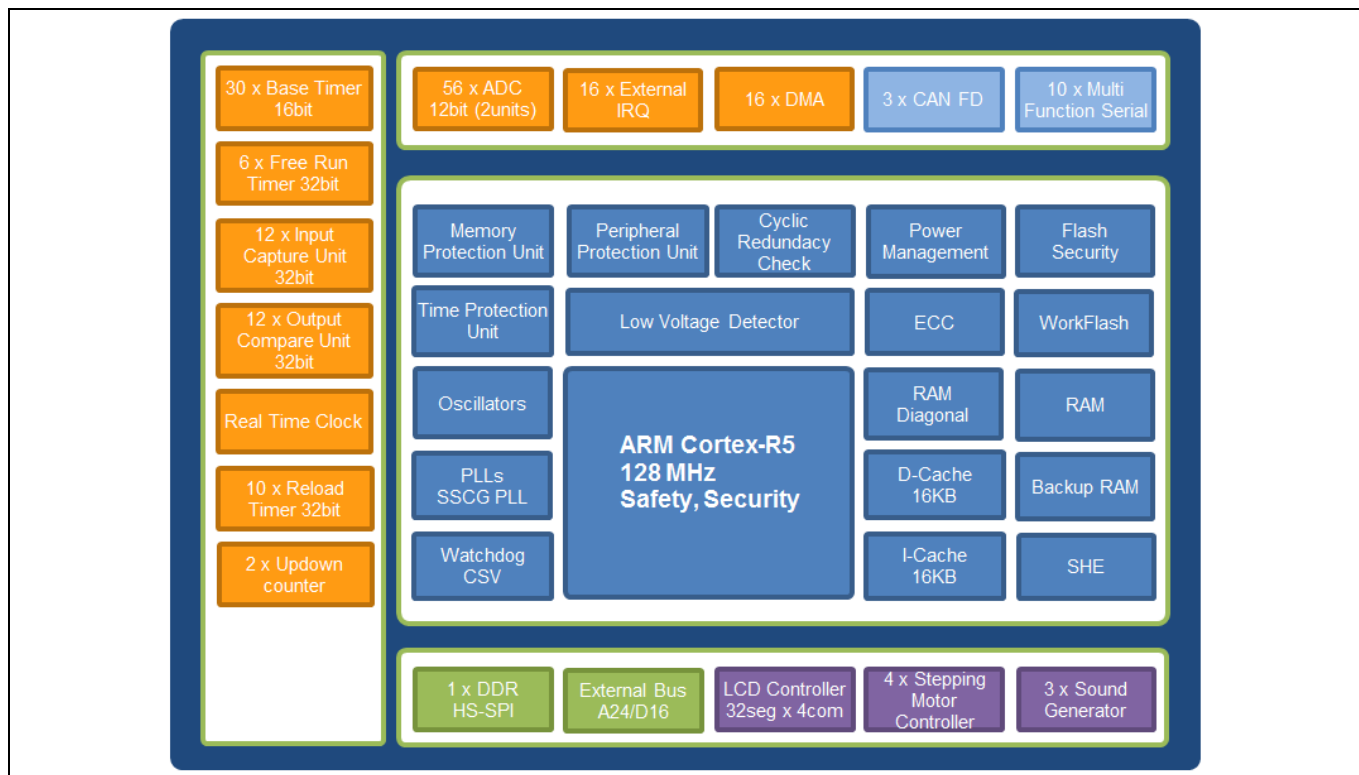 30 x Base Timer
16bit
6 x Free Run
Timer 32bit
12 x Input
Capture Unit
32bit
12 x Output
Compare Unit
32bit
Real Time Clock
10 x Reload
Timer 32bit
2 x Updown
counter
56 x ADC
12bit (2units)
16 x External
IRQ
16 x DMA
3 x CAN FD
10 x Multi
Function Serial
Memory
Protection Unit
Peripheral
Protection Unit
Cyclic
Redundacy
Check
Power
Management
Flash
Security
Time Protection
Unit
Low Voltage Detector
ECC
WorkFlash
Oscillators
ARM Cortex-R5
128 MHz
Safety, Security
RAM
Diagonal
RAM
PLLs
SSCG PLL
D-Cache
16KB
Backup RAM
Watchdog
CSV
I-Cache
16KB
SHE
1 x DDR
HS-SPI
External Bus
A24/D16
LCD Controller
32seg x 4com
4 x Stepping
Motor
Controller
3 x Sound
Generator